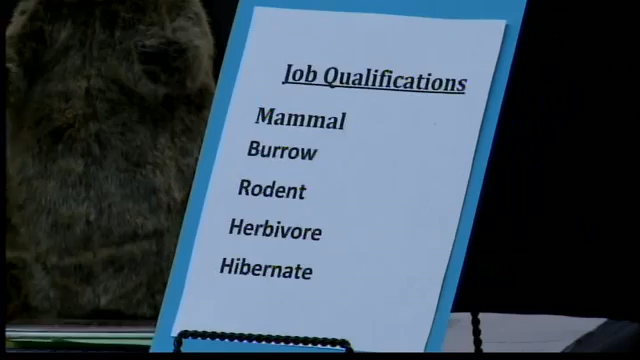 Job Qualifications
Mammal
Burrow
Rodent
Herbivore
Hibernate